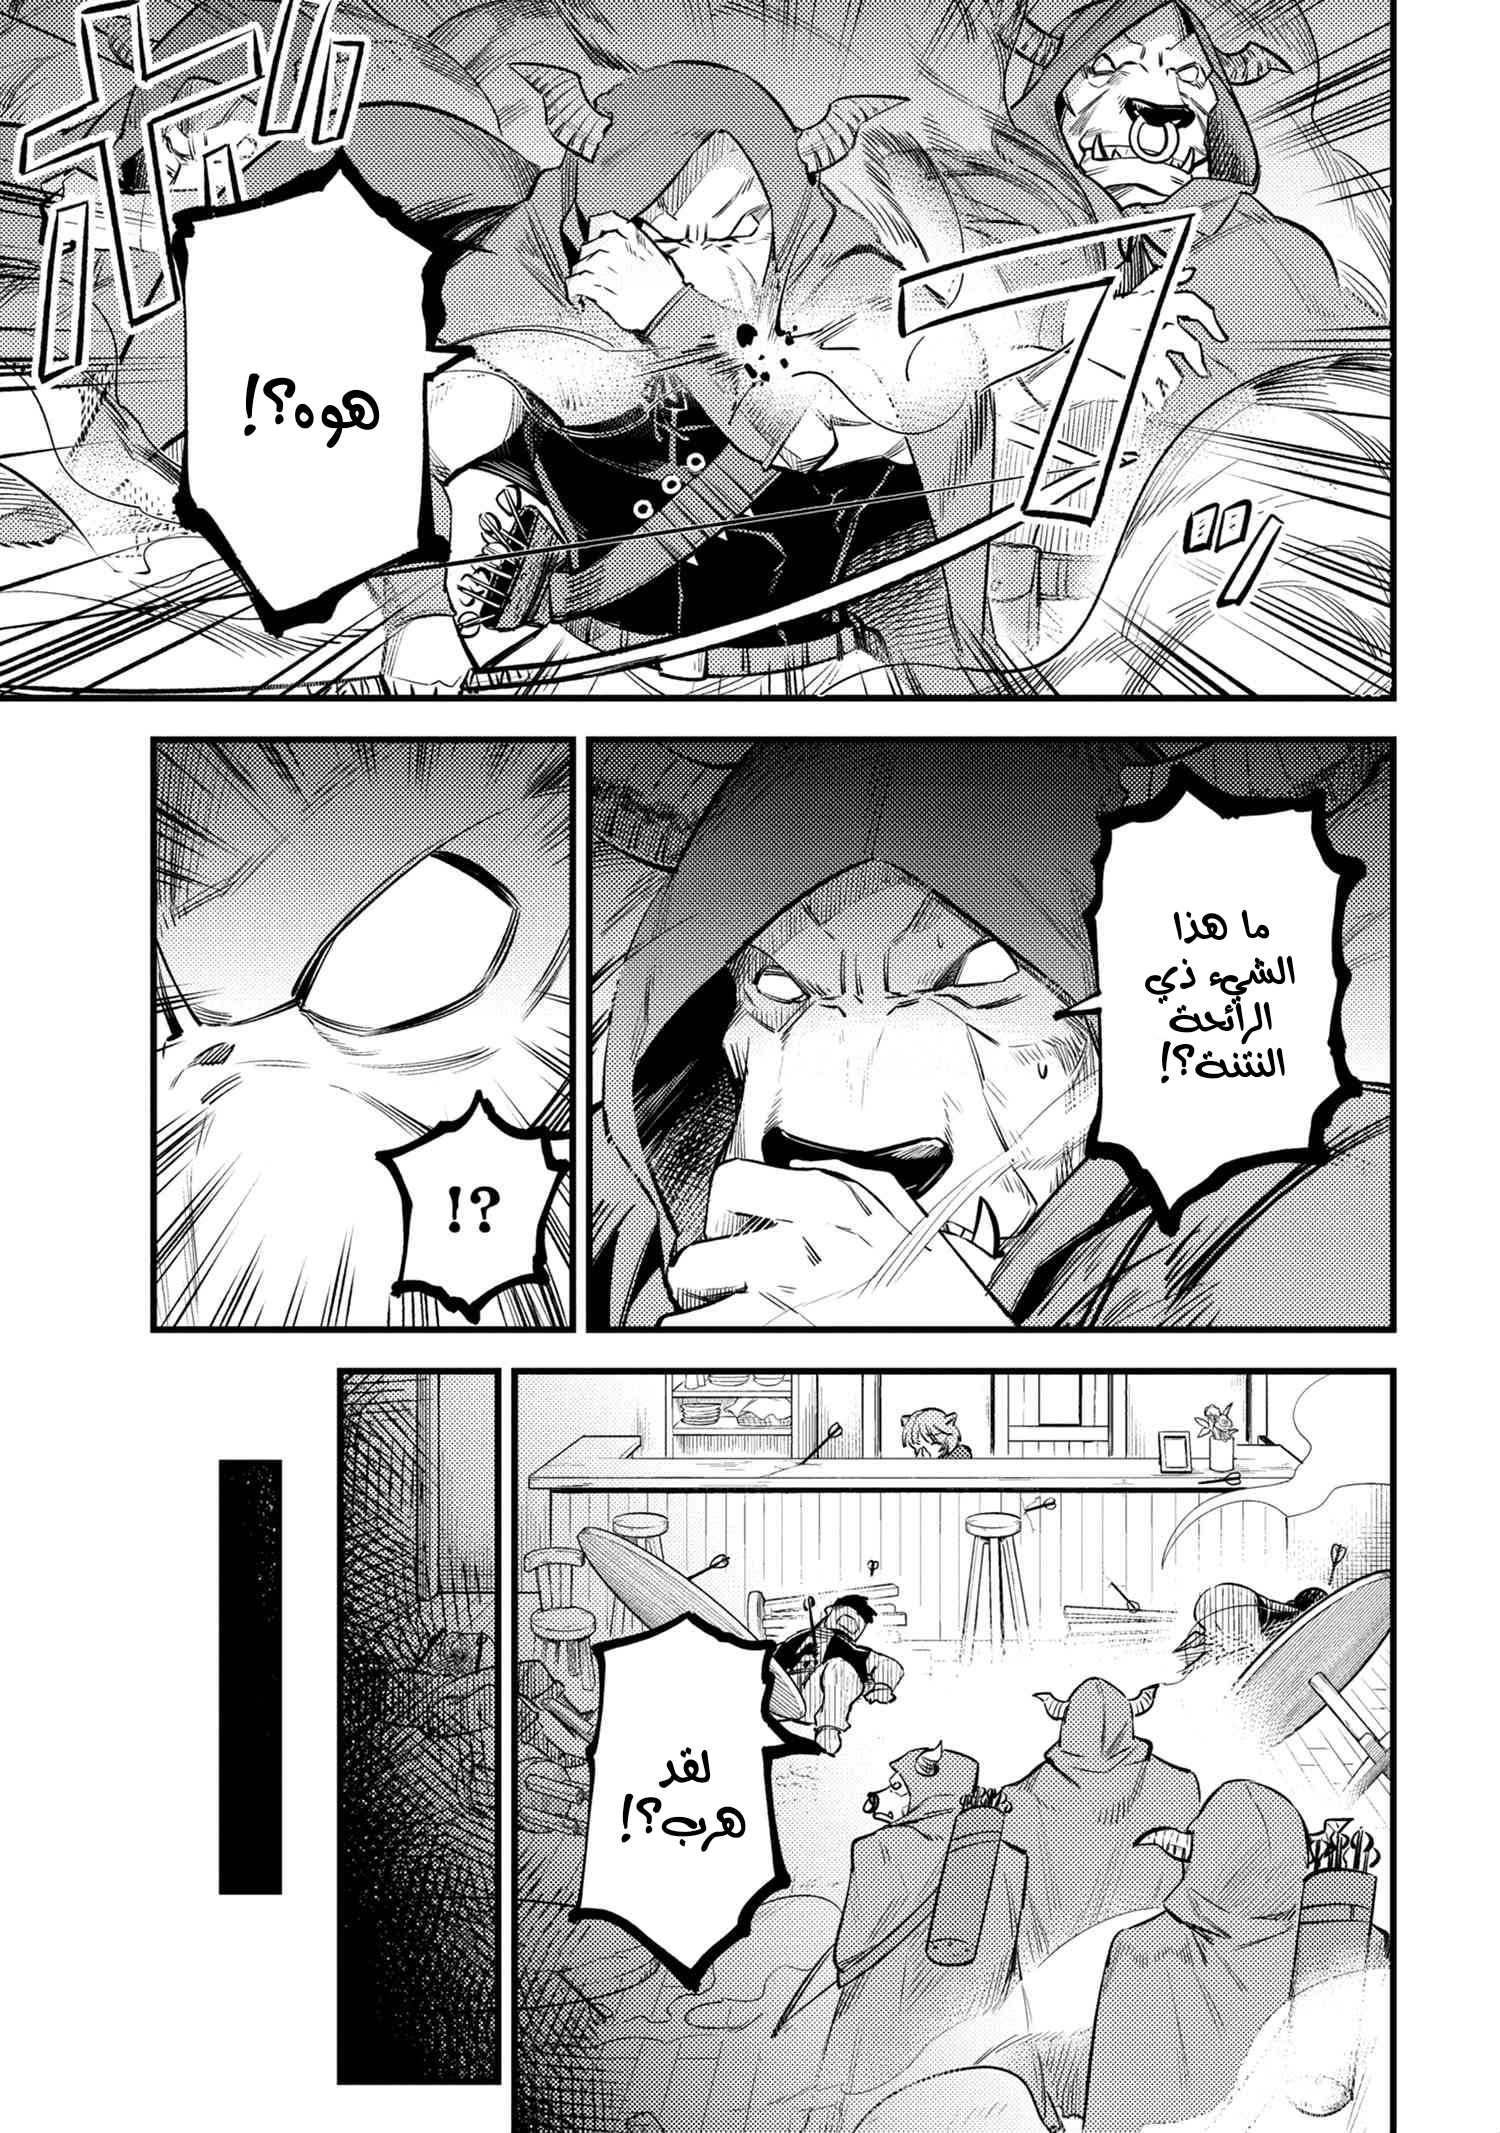 هوه؟!
ما هذا
الشيء ذي
الرائحة
النتنة؟!
!?
لقد
هرب؟!